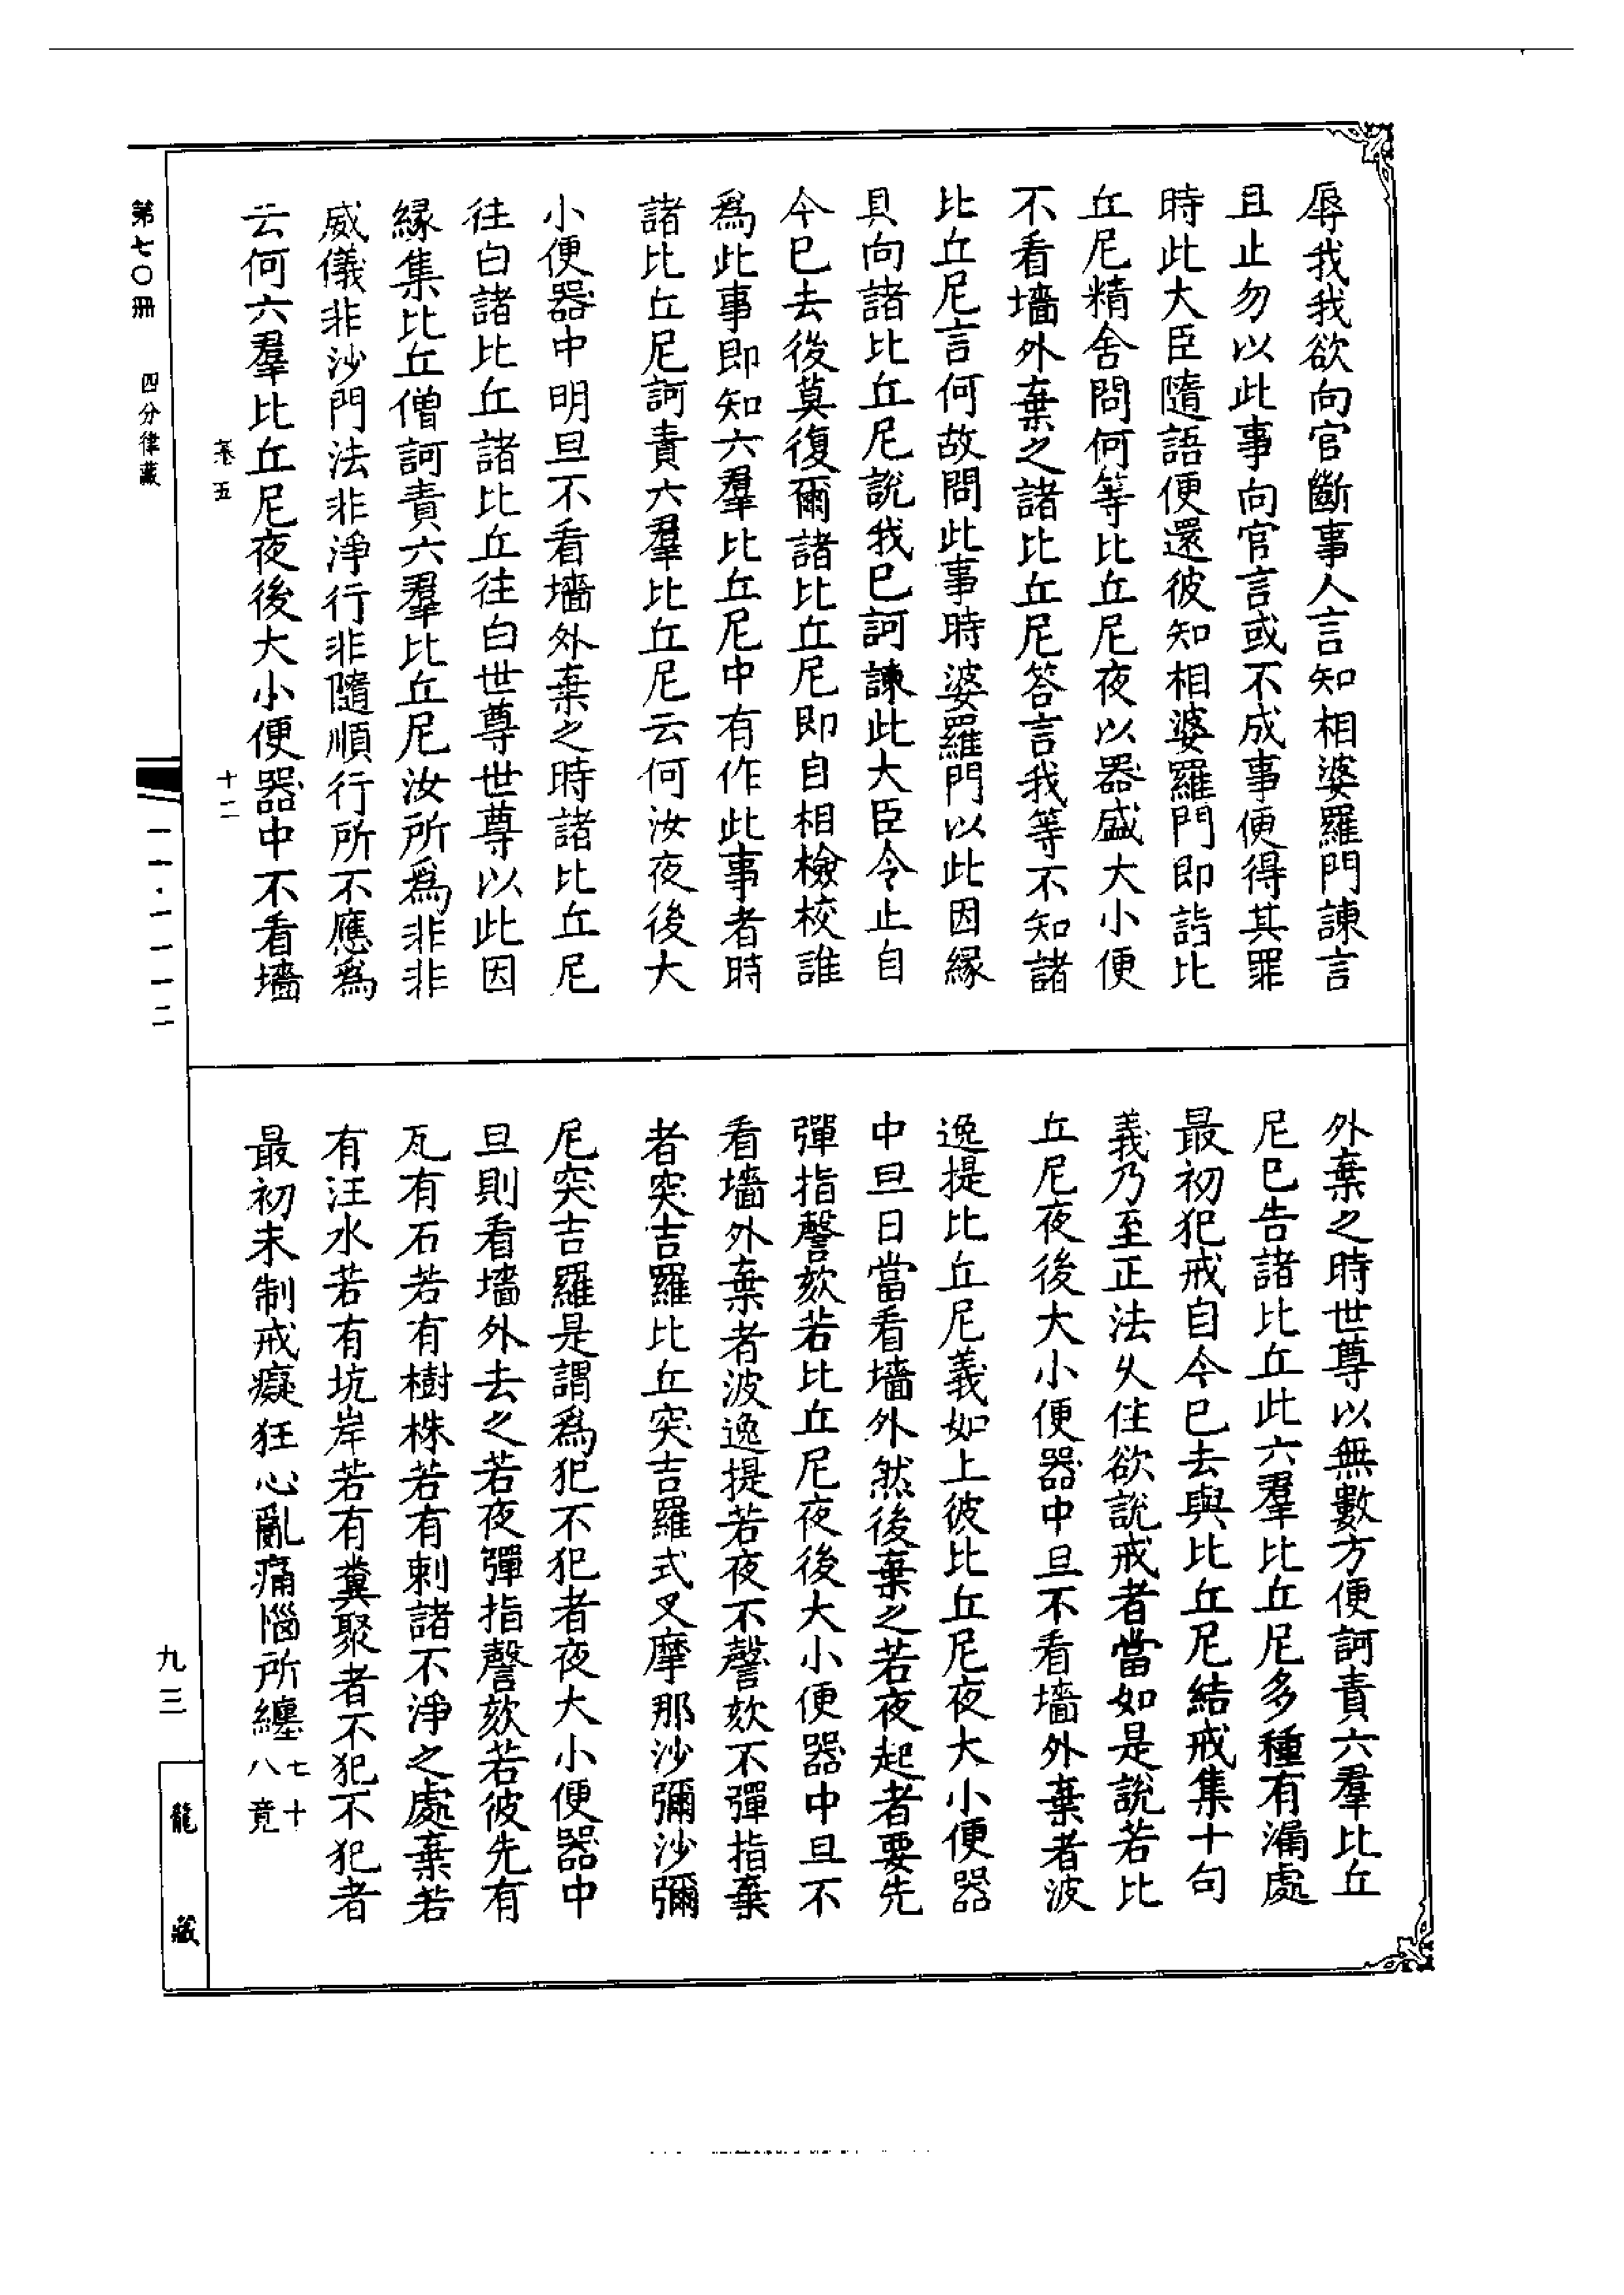 辱我我欲向官斷事人言知相婆羅門諫言
且止勿以此事向官言或不成事便得其罪
時此大臣隨語便還彼知相婆羅門即詣比
丘尼精舍問何等比丘尼夜以器盛大小便
不看墻外棄之諸比丘尼答言我等不知諸
比丘尼言何故問此事時婆羅門以此因緣
具向諸比丘尼說我已訶諫此大臣令止自
今已去後莫復爾諸比丘尼即自相檢校誰
為此事即知六羣比丘尼中有作此事者時
諸比丘尼訶責六羣比丘尼云何汝夜後大
小便器中明旦不看墻外棄之時諸比丘尼
往白諸比丘諸比丘往白世尊世尊以此因
緣集比丘僧訶責六羣比丘尼汝所為非非
威儀非沙門法非淨行非隨順行所不應為
云何六羣比丘尼夜後大小便器中不看墻
外棄之時世尊以無數方便訶責六羣比丘
尼已告諸比丘此六羣比丘尼多種有漏處
最初犯戒自今已去與比丘尼結戒集十句
義乃至正法久住欲說戒者當如是說若比
丘尼夜後大小便器中旦不看墻外棄者波
逸提比丘尼義如上彼比丘尼夜大小便器
中旦日當看墻外然後棄之若夜起者要先
彈指謦欬若比丘尼夜後大小便器中旦不
看墻外棄者波逸提若夜不謦欬不彈指棄
者突吉羅比丘突吉羅式叉摩那沙彌沙彌
尼突吉羅是謂為犯不犯者夜大小便器中
旦則看墻外去之若夜彈指謦欬若彼先有
瓦有石若有樹株若有刺諸不淨之處棄若
有汪水若有坑岸若有糞聚者不犯不犯者
最初未制戒癡狂心亂痛惱所纏七十八竟
第七〇冊
四分律藏
卷五
十二
一一·一一一二
九三
龍藏